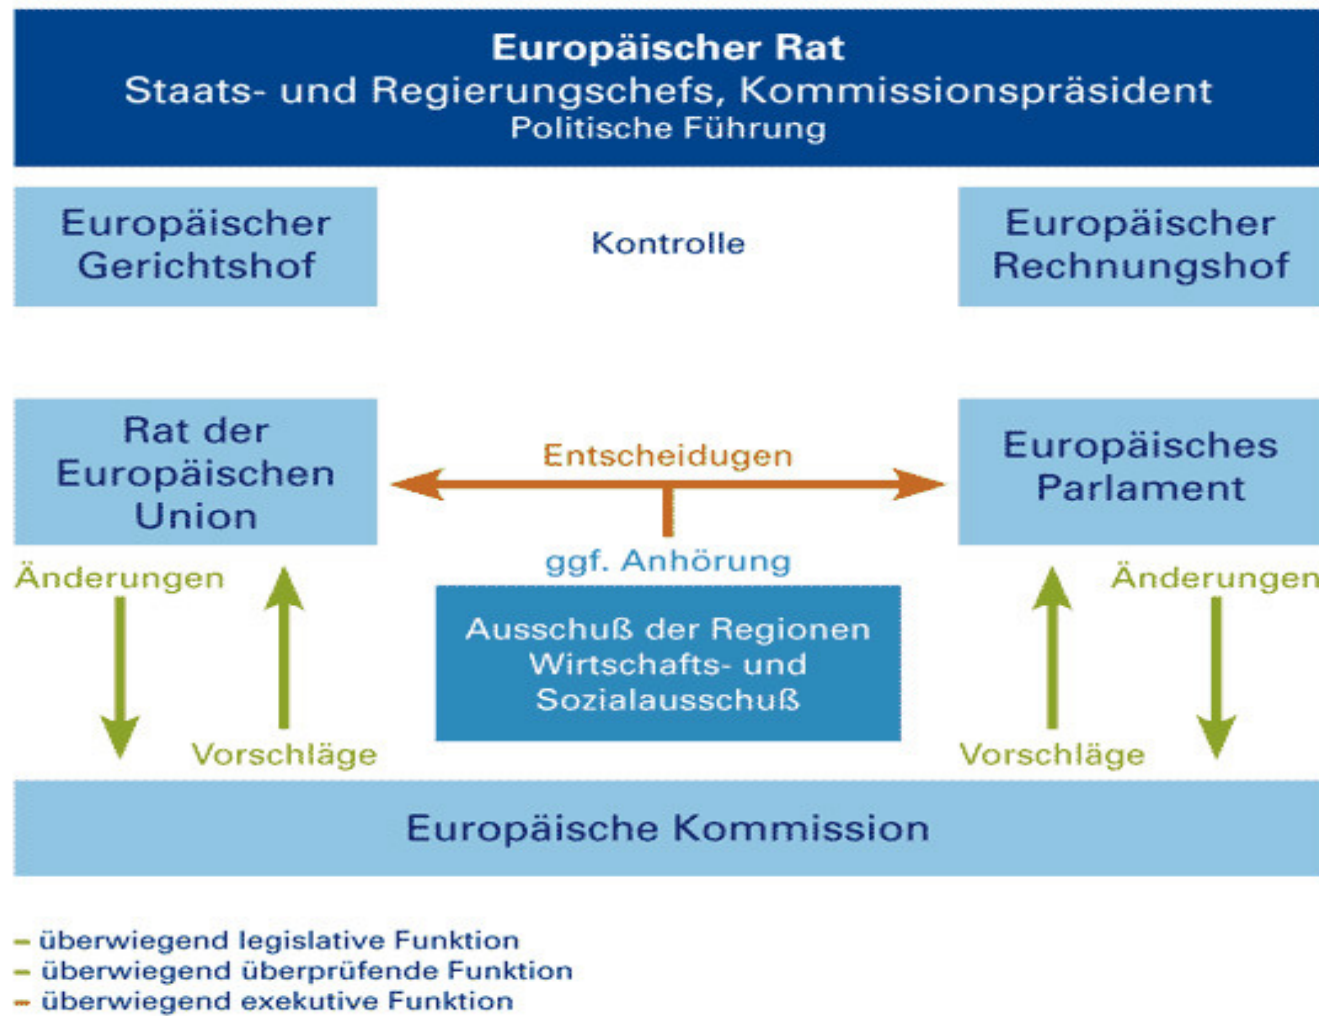 Europäischer Rat
Staats- und Regierungschefs, Kommissionspräsident
Politische Führung
Europäischer
Gerichtshof
Kontrolle
Europäischer
Rechnungshof
Rat der
Europäischen
Union
Entscheidugen
Europäisches
Parlament
Änderungen
ggf. Anhörung
Änderungen
Ausschuß der Regionen
Wirtschafts- und
Sozialausschuß
Vorschläge
Vorschläge
Europäische Kommission
– überwiegend legislative Funktion
– überwiegend überprüfende Funktion
– überwiegend exekutive Funktion